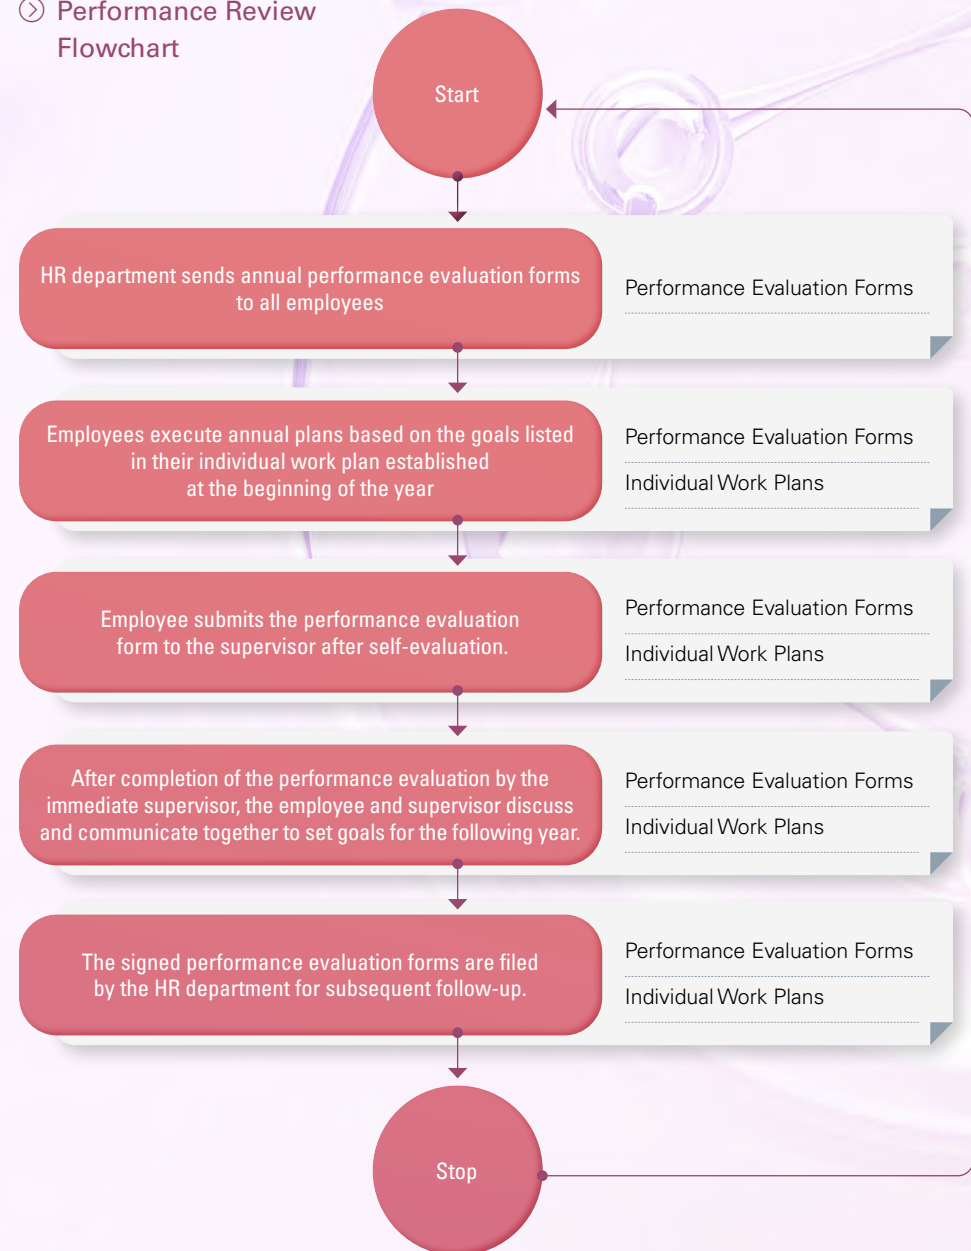 Performance Review
Flowchart
Start
HR department sends annual performance evaluation forms
to all employees
Performance Evaluation Forms
Employees execute annual plans based on the goals listed
in their individual work plan established
at the beginning of the year
Performance Evaluation Forms
Individual Work Plans
Employee submits the performance evaluation
form to the supervisor after self-evaluation.
Performance Evaluation Forms
Individual Work Plans
After completion of the performance evaluation by the
immediate supervisor, the employee and supervisor discuss
and communicate together to set goals for the following year.
Performance Evaluation Forms
Individual Work Plans
The signed performance evaluation forms are filed
by the HR department for subsequent follow-up.
Performance Evaluation Forms
Individual Work Plans
Stop